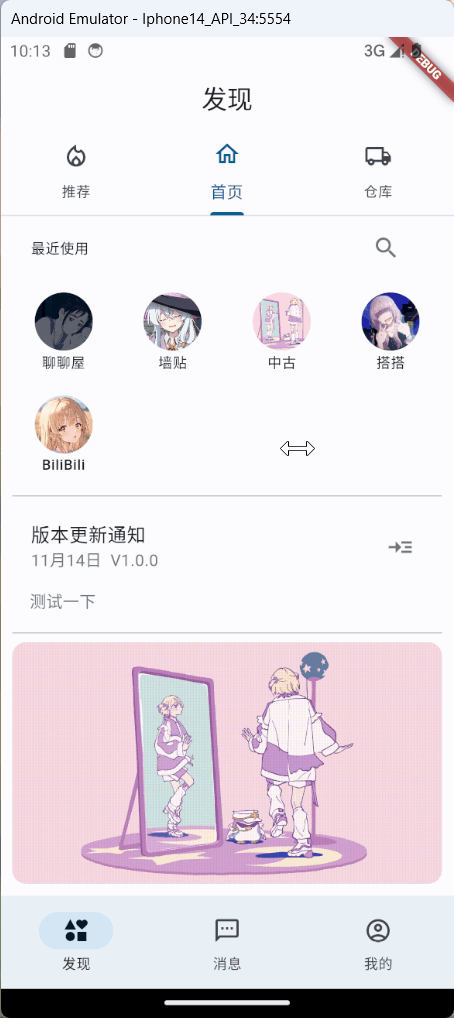 Android Emulator - Iphone14_API_34:5554
10:13 3G
DEBUG
发现
推荐 首页 仓库
最近使用
聊聊屋 墙贴 中古 搭搭
BiliBili
版本更新通知
11月14日 V1.0.0
测试一下
发现 消息 我的